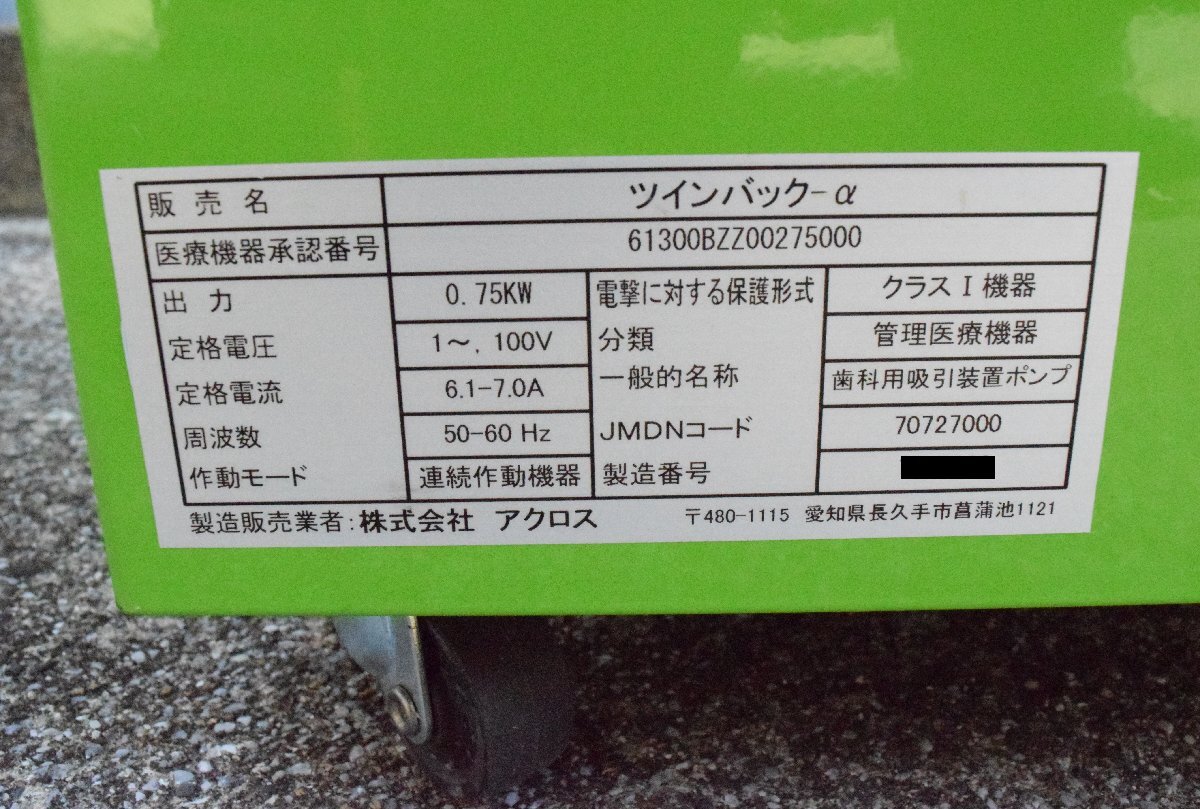 販売名 ツインバック-α
医療機器承認番号 61300BZZ00275000
出力 0.75KW 電撃に対する保護形式 クラスⅠ機器
定格電圧 1〜, 100V 分類 管理医療機器
定格電流 6.1-7.0A 一般的名称 歯科用吸引装置ポンプ
周波数 50-60 Hz JMDNコード 70727000
作動モード 連続作動機器 製造番号
製造販売業者:株式会社 アクロス 〒480-1115 愛知県長久手市菖蒲池1121